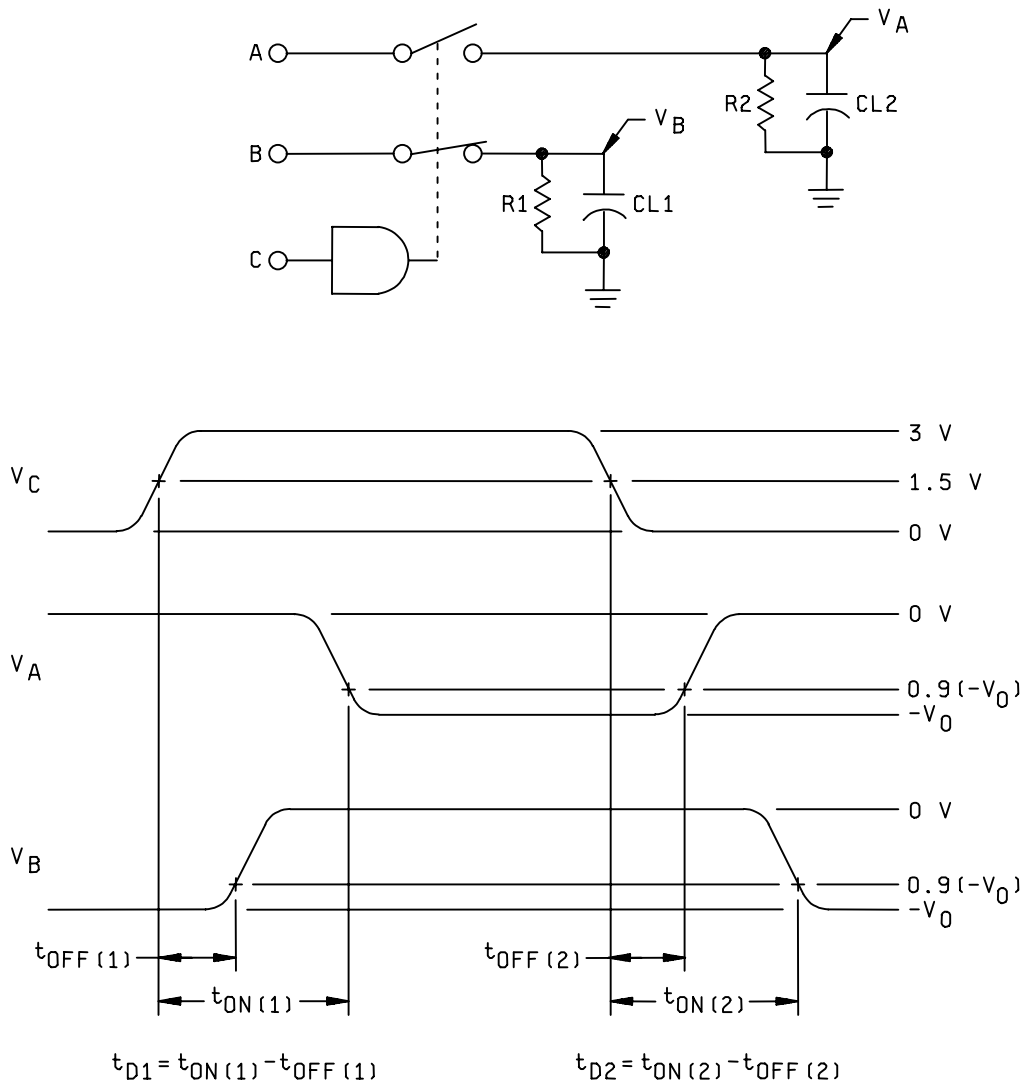 V_A
A
R2
CL2
V_B
B
R1
CL1
C
3 V
V_C
1.5 V
0 V
0 V
V_A
0.9(-V_O)
-V_O
0 V
V_B
0.9(-V_O)
-V_O
t_OFF(1)
t_OFF(2)
t_ON(1)
t_ON(2)
t_D1=t_ON(1)-t_OFF(1)
t_D2=t_ON(2)-t_OFF(2)